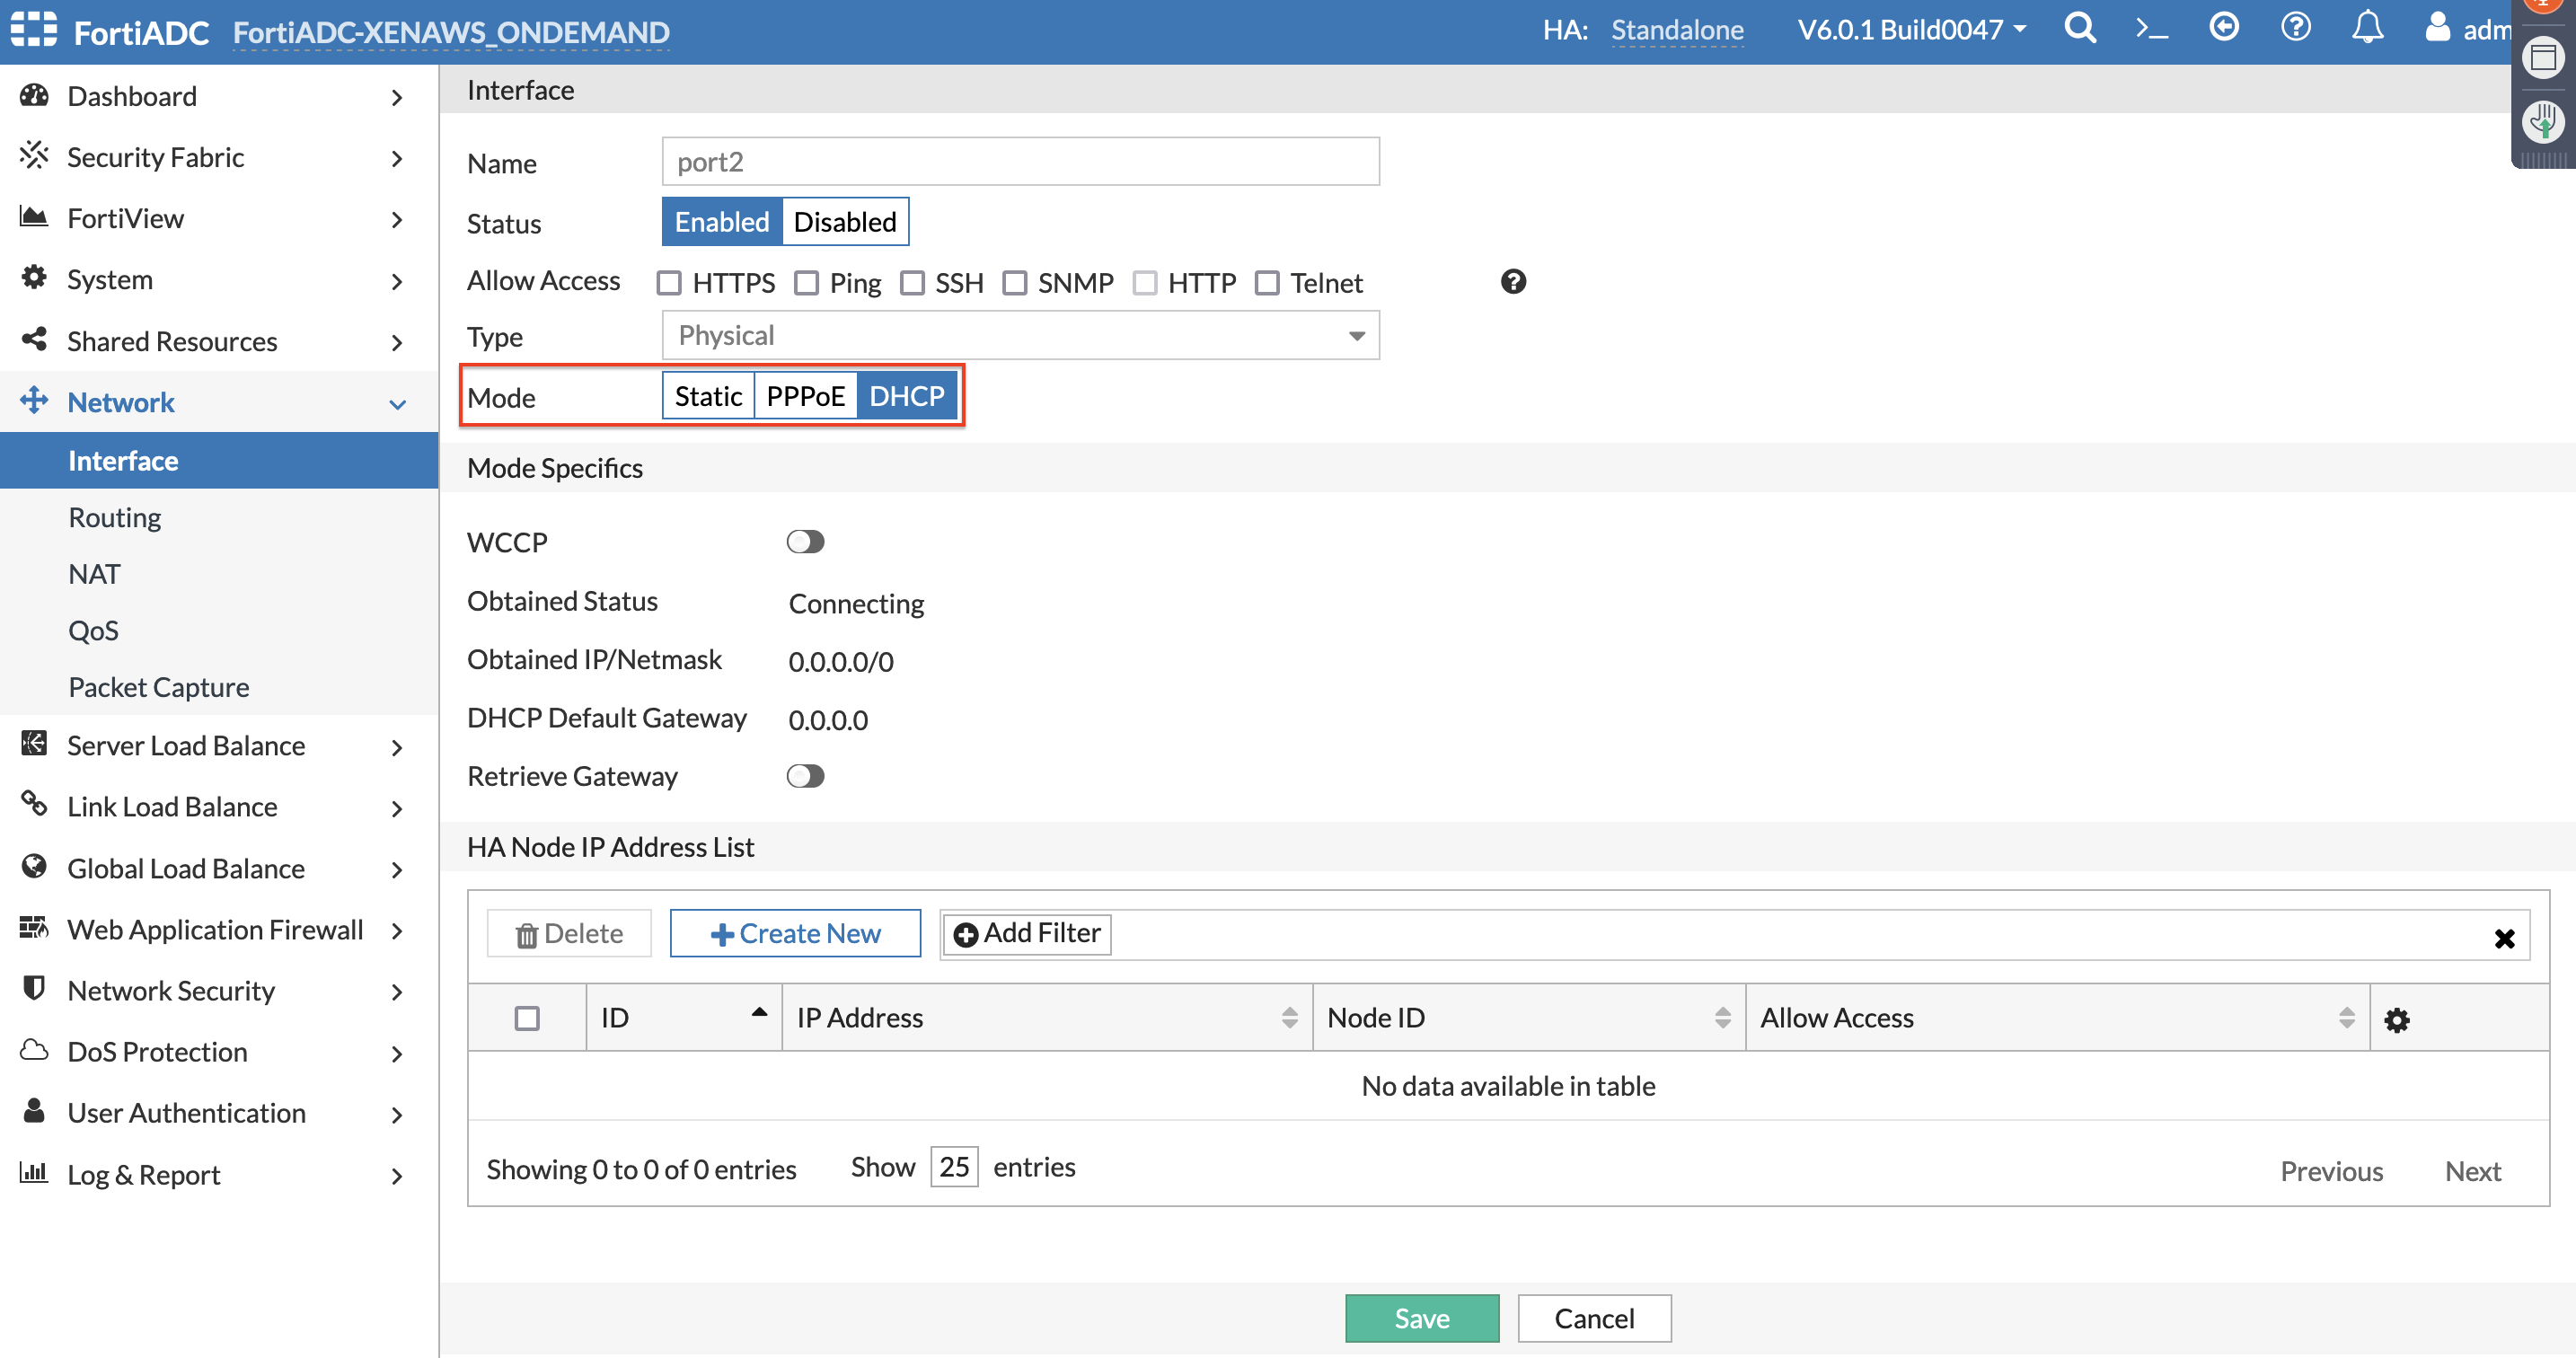 FortiADC FortiADC-XENAWS_ONDEMAND HA: Standalone V6.0.1 Build0047 adm
Dashboard
Security Fabric
FortiView
System
Shared Resources
Network
Interface
Routing
NAT
QoS
Packet Capture
Server Load Balance
Link Load Balance
Global Load Balance
Web Application Firewall
Network Security
DoS Protection
User Authentication
Log & Report
Interface
Name port2
Status Enabled Disabled
Allow Access HTTPS Ping SSH SNMP HTTP Telnet
Type Physical
Mode Static PPPoE DHCP
Mode Specifics
WCCP
Obtained Status Connecting
Obtained IP/Netmask 0.0.0.0/0
DHCP Default Gateway 0.0.0.0
Retrieve Gateway
HA Node IP Address List
Delete Create New Add Filter
ID IP Address Node ID Allow Access
No data available in table
Showing 0 to 0 of 0 entries Show 25 entries Previous Next
Save Cancel